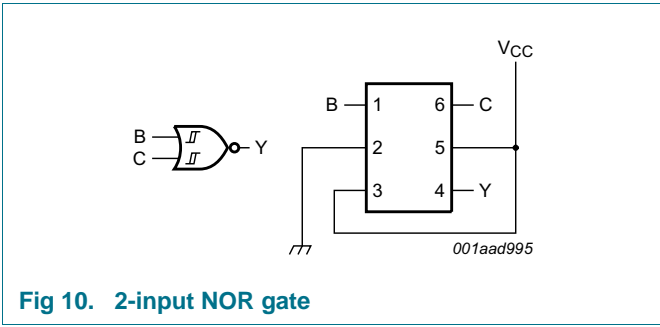 VCC
B 1 6 C
B
Y
C
2 5
3 4 Y
001aad995
Fig 10. 2-input NOR gate